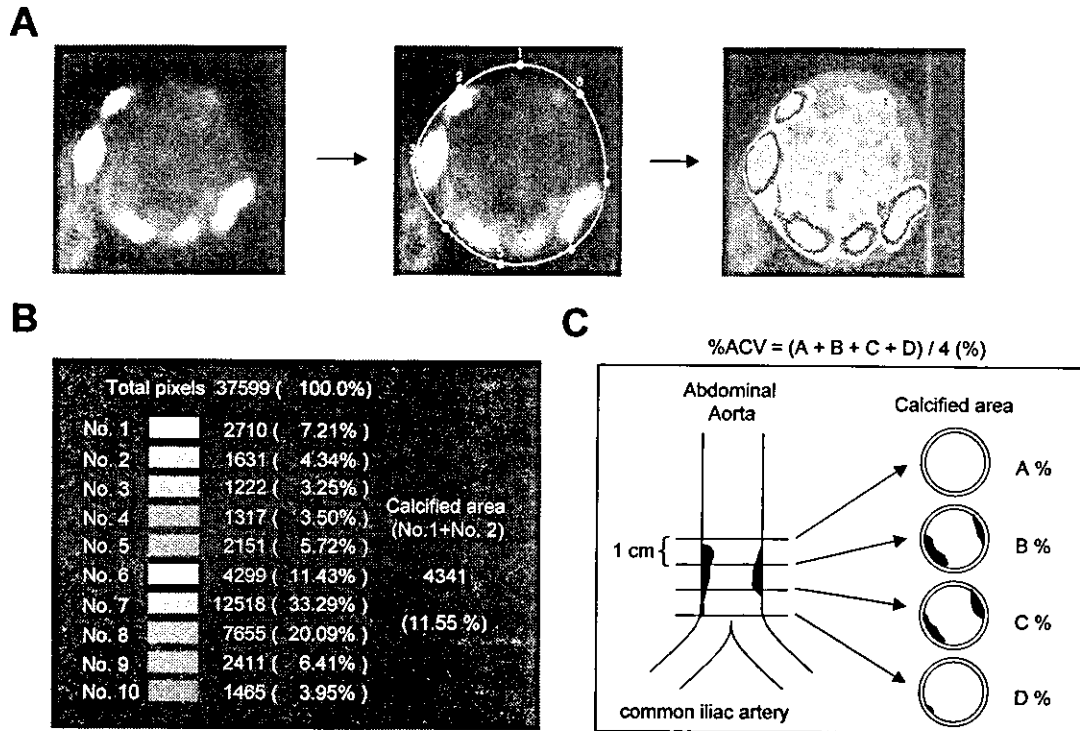 A
1
2
8
B
Total pixels 37599 ( 100.0%)
No. 1 2710 ( 7.21%)
No. 2 1631 ( 4.34%)
No. 3 1222 ( 3.25%)
No. 4 1317 ( 3.50%)
No. 5 2151 ( 5.72%)
No. 6 4299 ( 11.43%)
No. 7 12518 ( 33.29%)
No. 8 7655 ( 20.09%)
No. 9 2411 ( 6.41%)
No. 10 1465 ( 3.95%)
Calcified area
(No.1+No. 2)
4341
(11.55 %)
C
%ACV = (A + B + C + D) / 4 (%)
Abdominal
Aorta
Calcified area
1 cm
A %
B %
C %
D %
common iliac artery